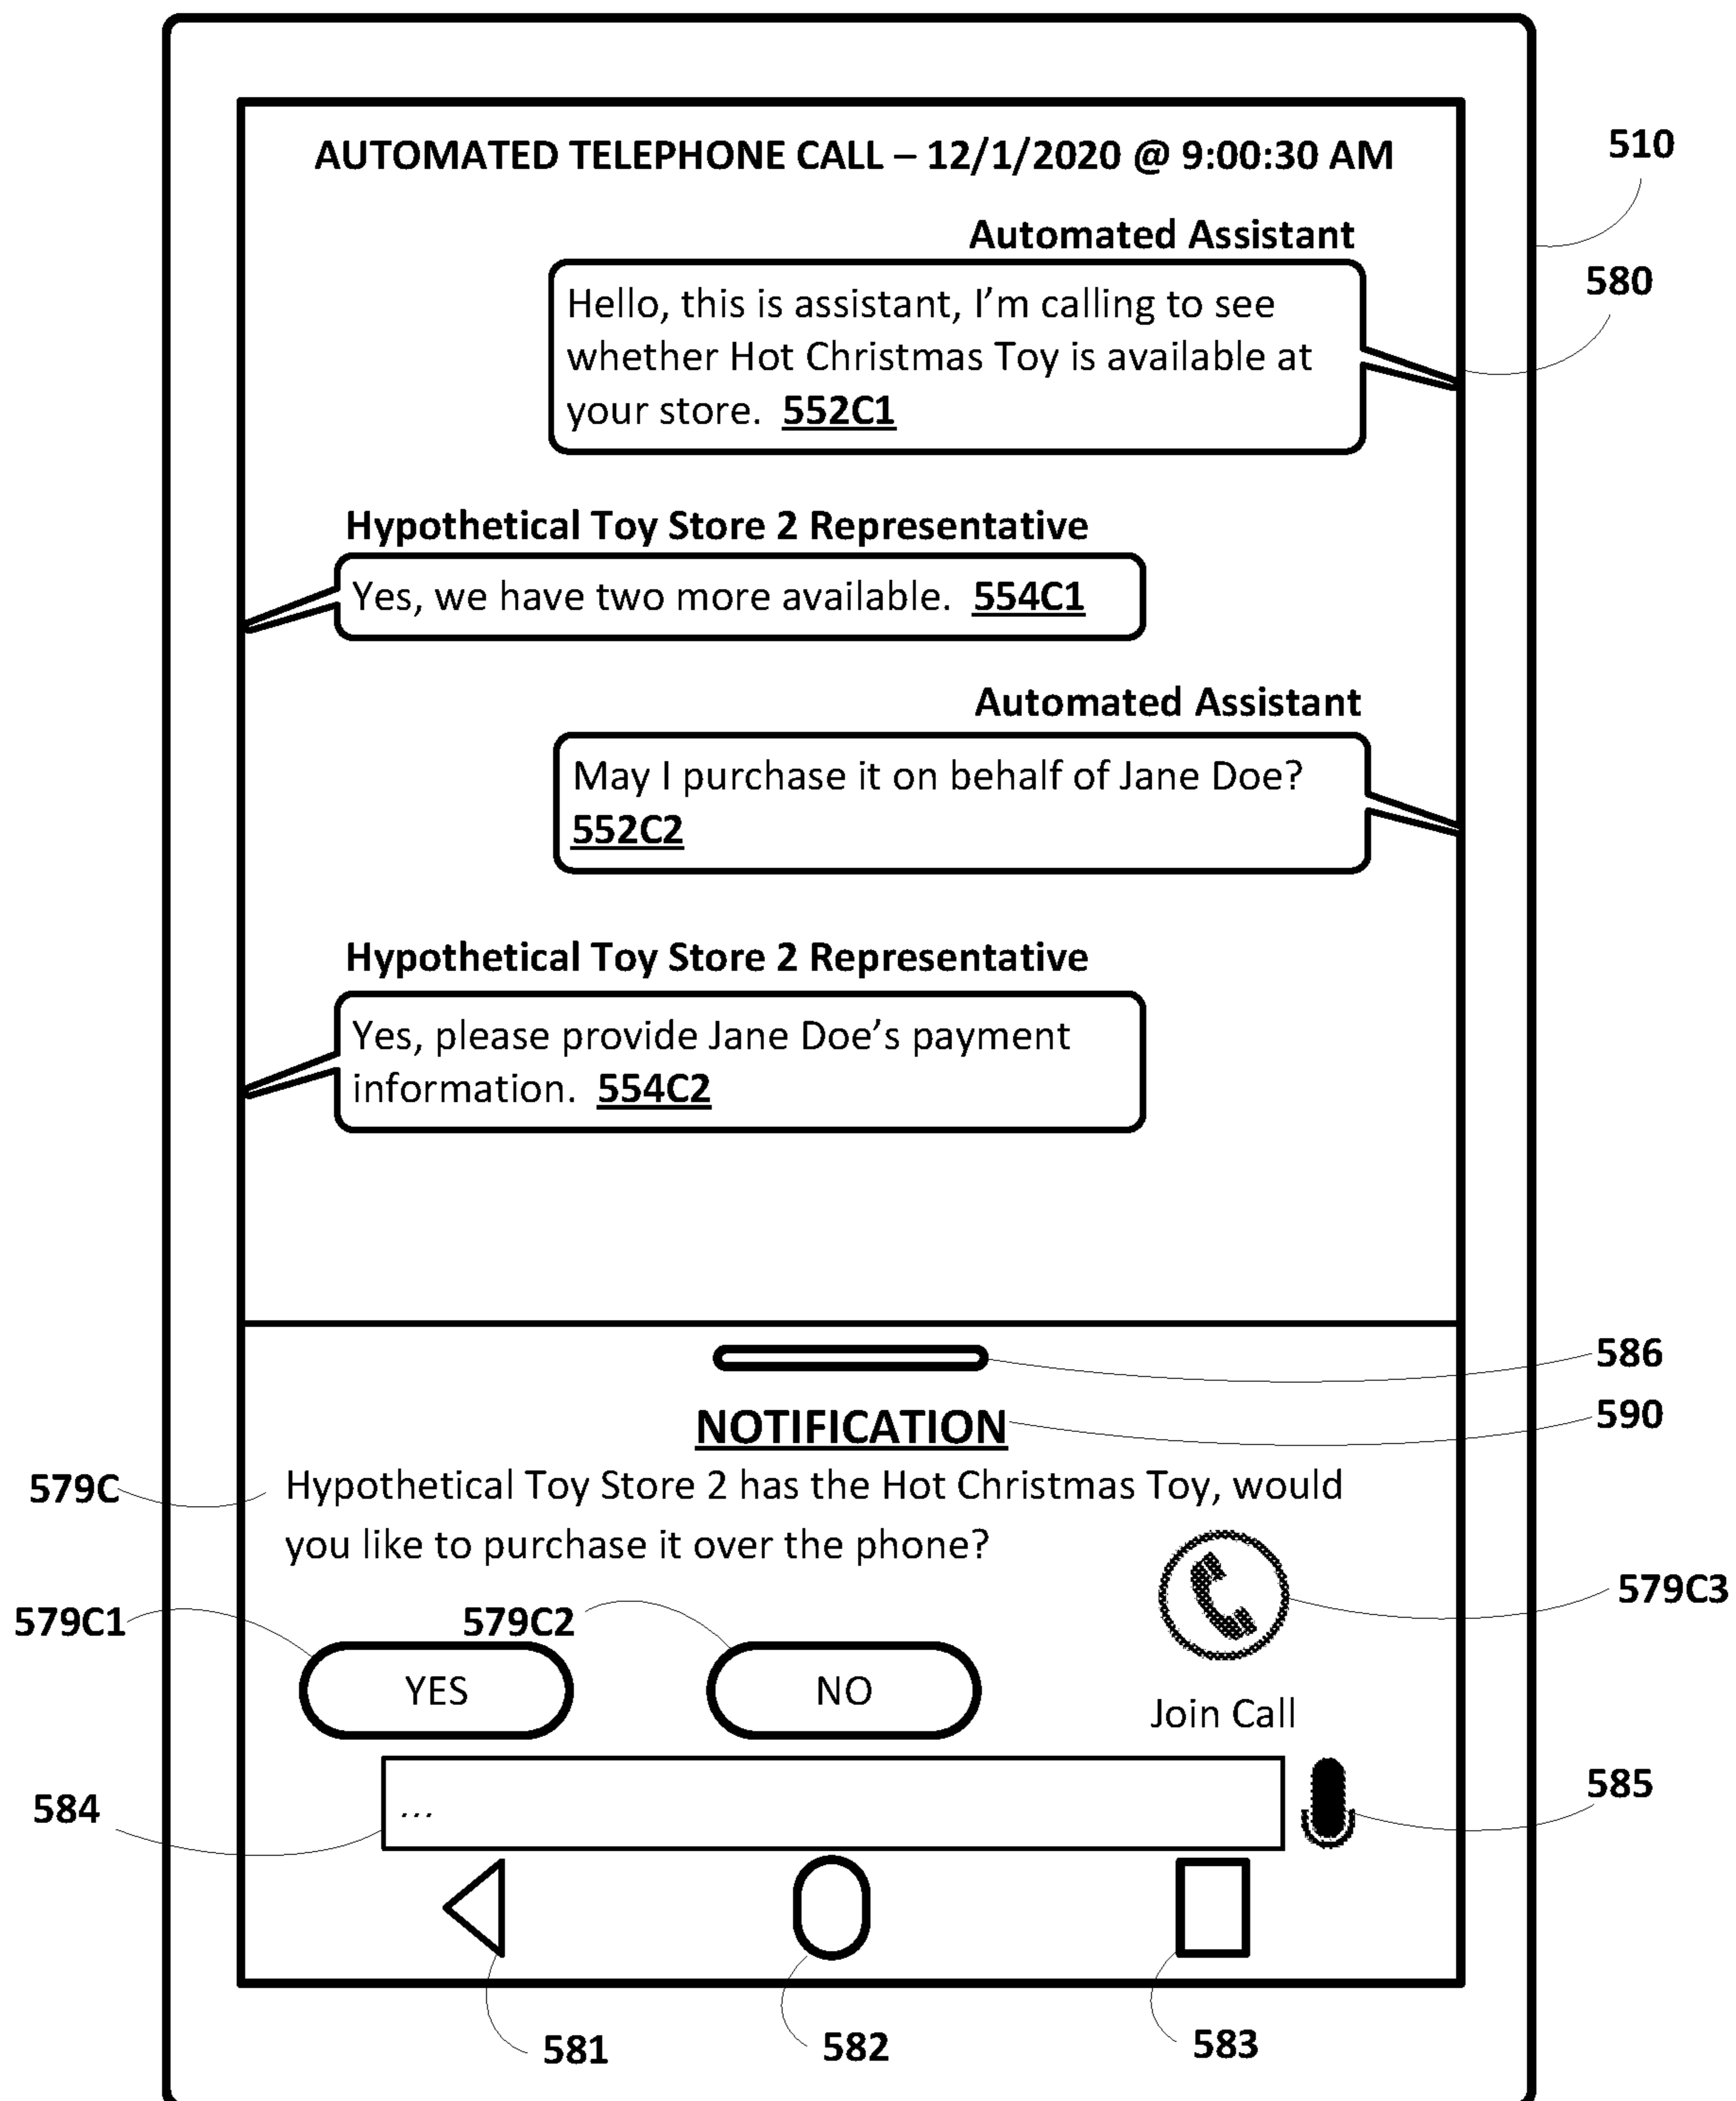 AUTOMATED TELEPHONE CALL – 12/1/2020 @ 9:00:30 AM
510
Automated Assistant
580
Hello, this is assistant, I'm calling to see
whether Hot Christmas Toy is available at
your store. 552C1
Hypothetical Toy Store 2 Representative
Yes, we have two more available. 554C1
Automated Assistant
May I purchase it on behalf of Jane Doe?
552C2
Hypothetical Toy Store 2 Representative
Yes, please provide Jane Doe's payment
information. 554C2
586
NOTIFICATION
590
579C
Hypothetical Toy Store 2 has the Hot Christmas Toy, would
you like to purchase it over the phone?
579C3
579C1
579C2
YES
NO
Join Call
584
...
585
581
582
583